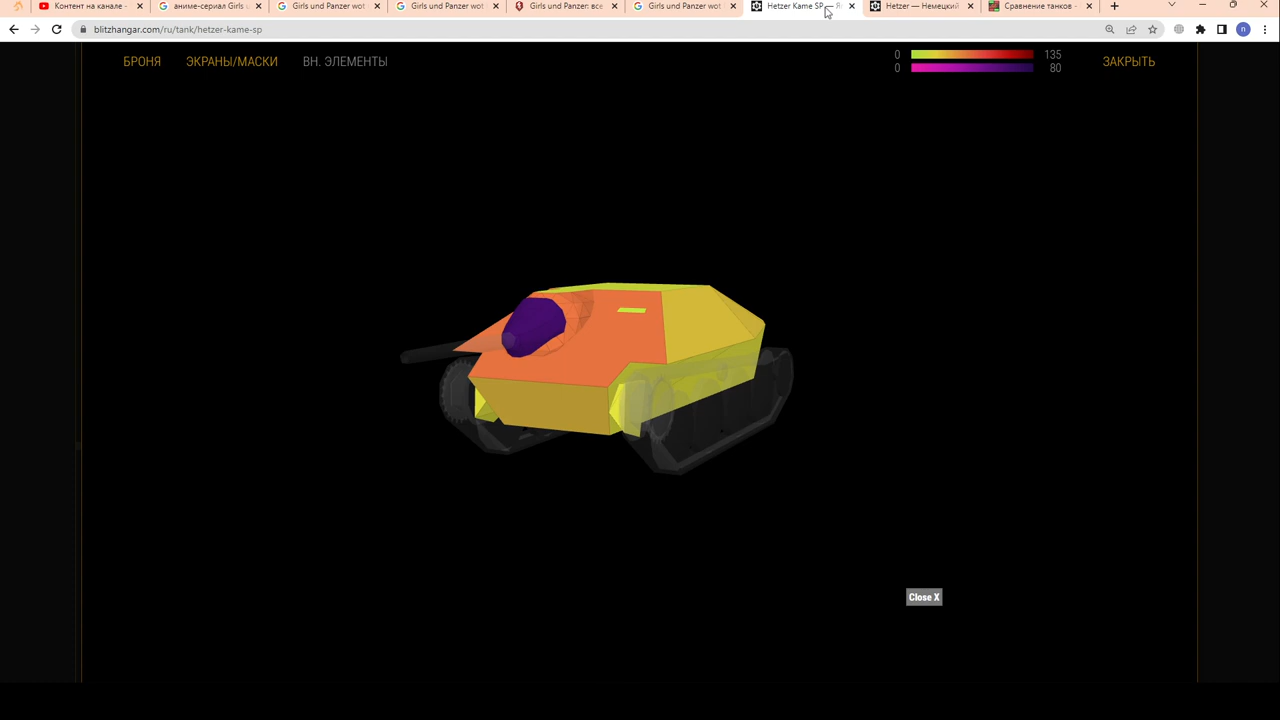 Контент на канале -
аниме-сериал Girls c
Girls und Panzer wot
Girls und Panzer wot
Girls und Panzer: все
Girls und Panzer wot
Hetzer Kame SP — Я
Hetzer — Немецкий
Сравнение танков -
blitzhangar.com/ru/tank/hetzer-kame-sp
n
БРОНЯ ЭКРАНЫ/МАСКИ ВН. ЭЛЕМЕНТЫ
0 135
0 80
ЗАКРЫТЬ
Close X